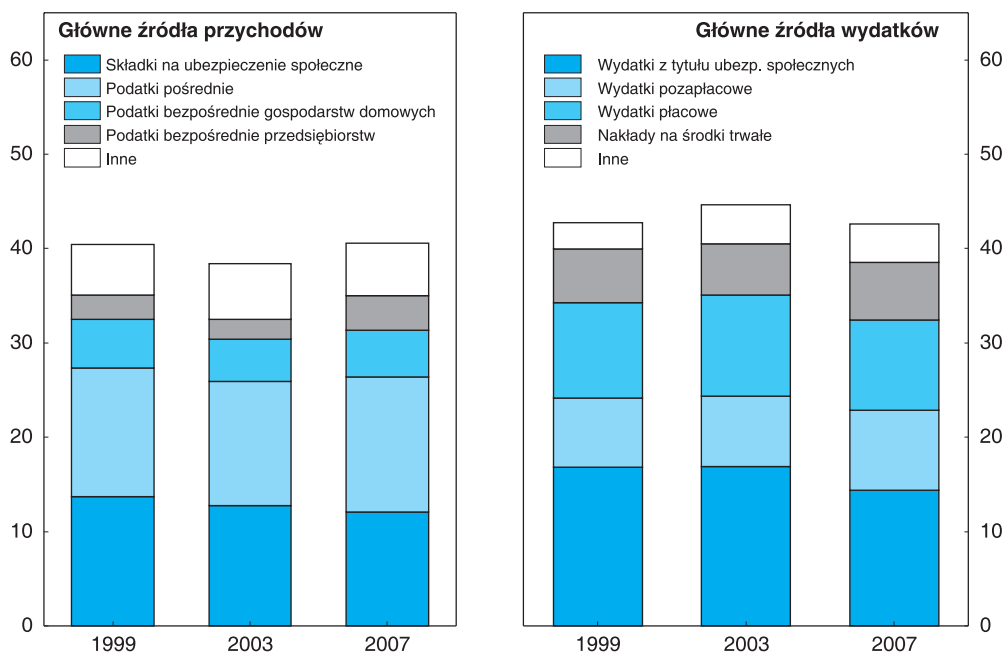 Główne źródła przychodów
Składki na ubezpieczenie społeczne
Podatki pośrednie
Podatki bezpośrednie gospodarstw domowych
Podatki bezpośrednie przedsiębiorstw
Inne
60
50
40
30
20
10
0
1999
2003
2007
Główne źródła wydatków
Wydatki z tytułu ubezp. społecznych
Wydatki pozapłacowe
Wydatki płacowe
Nakłady na środki trwałe
Inne
60
50
40
30
20
10
0
1999
2003
2007